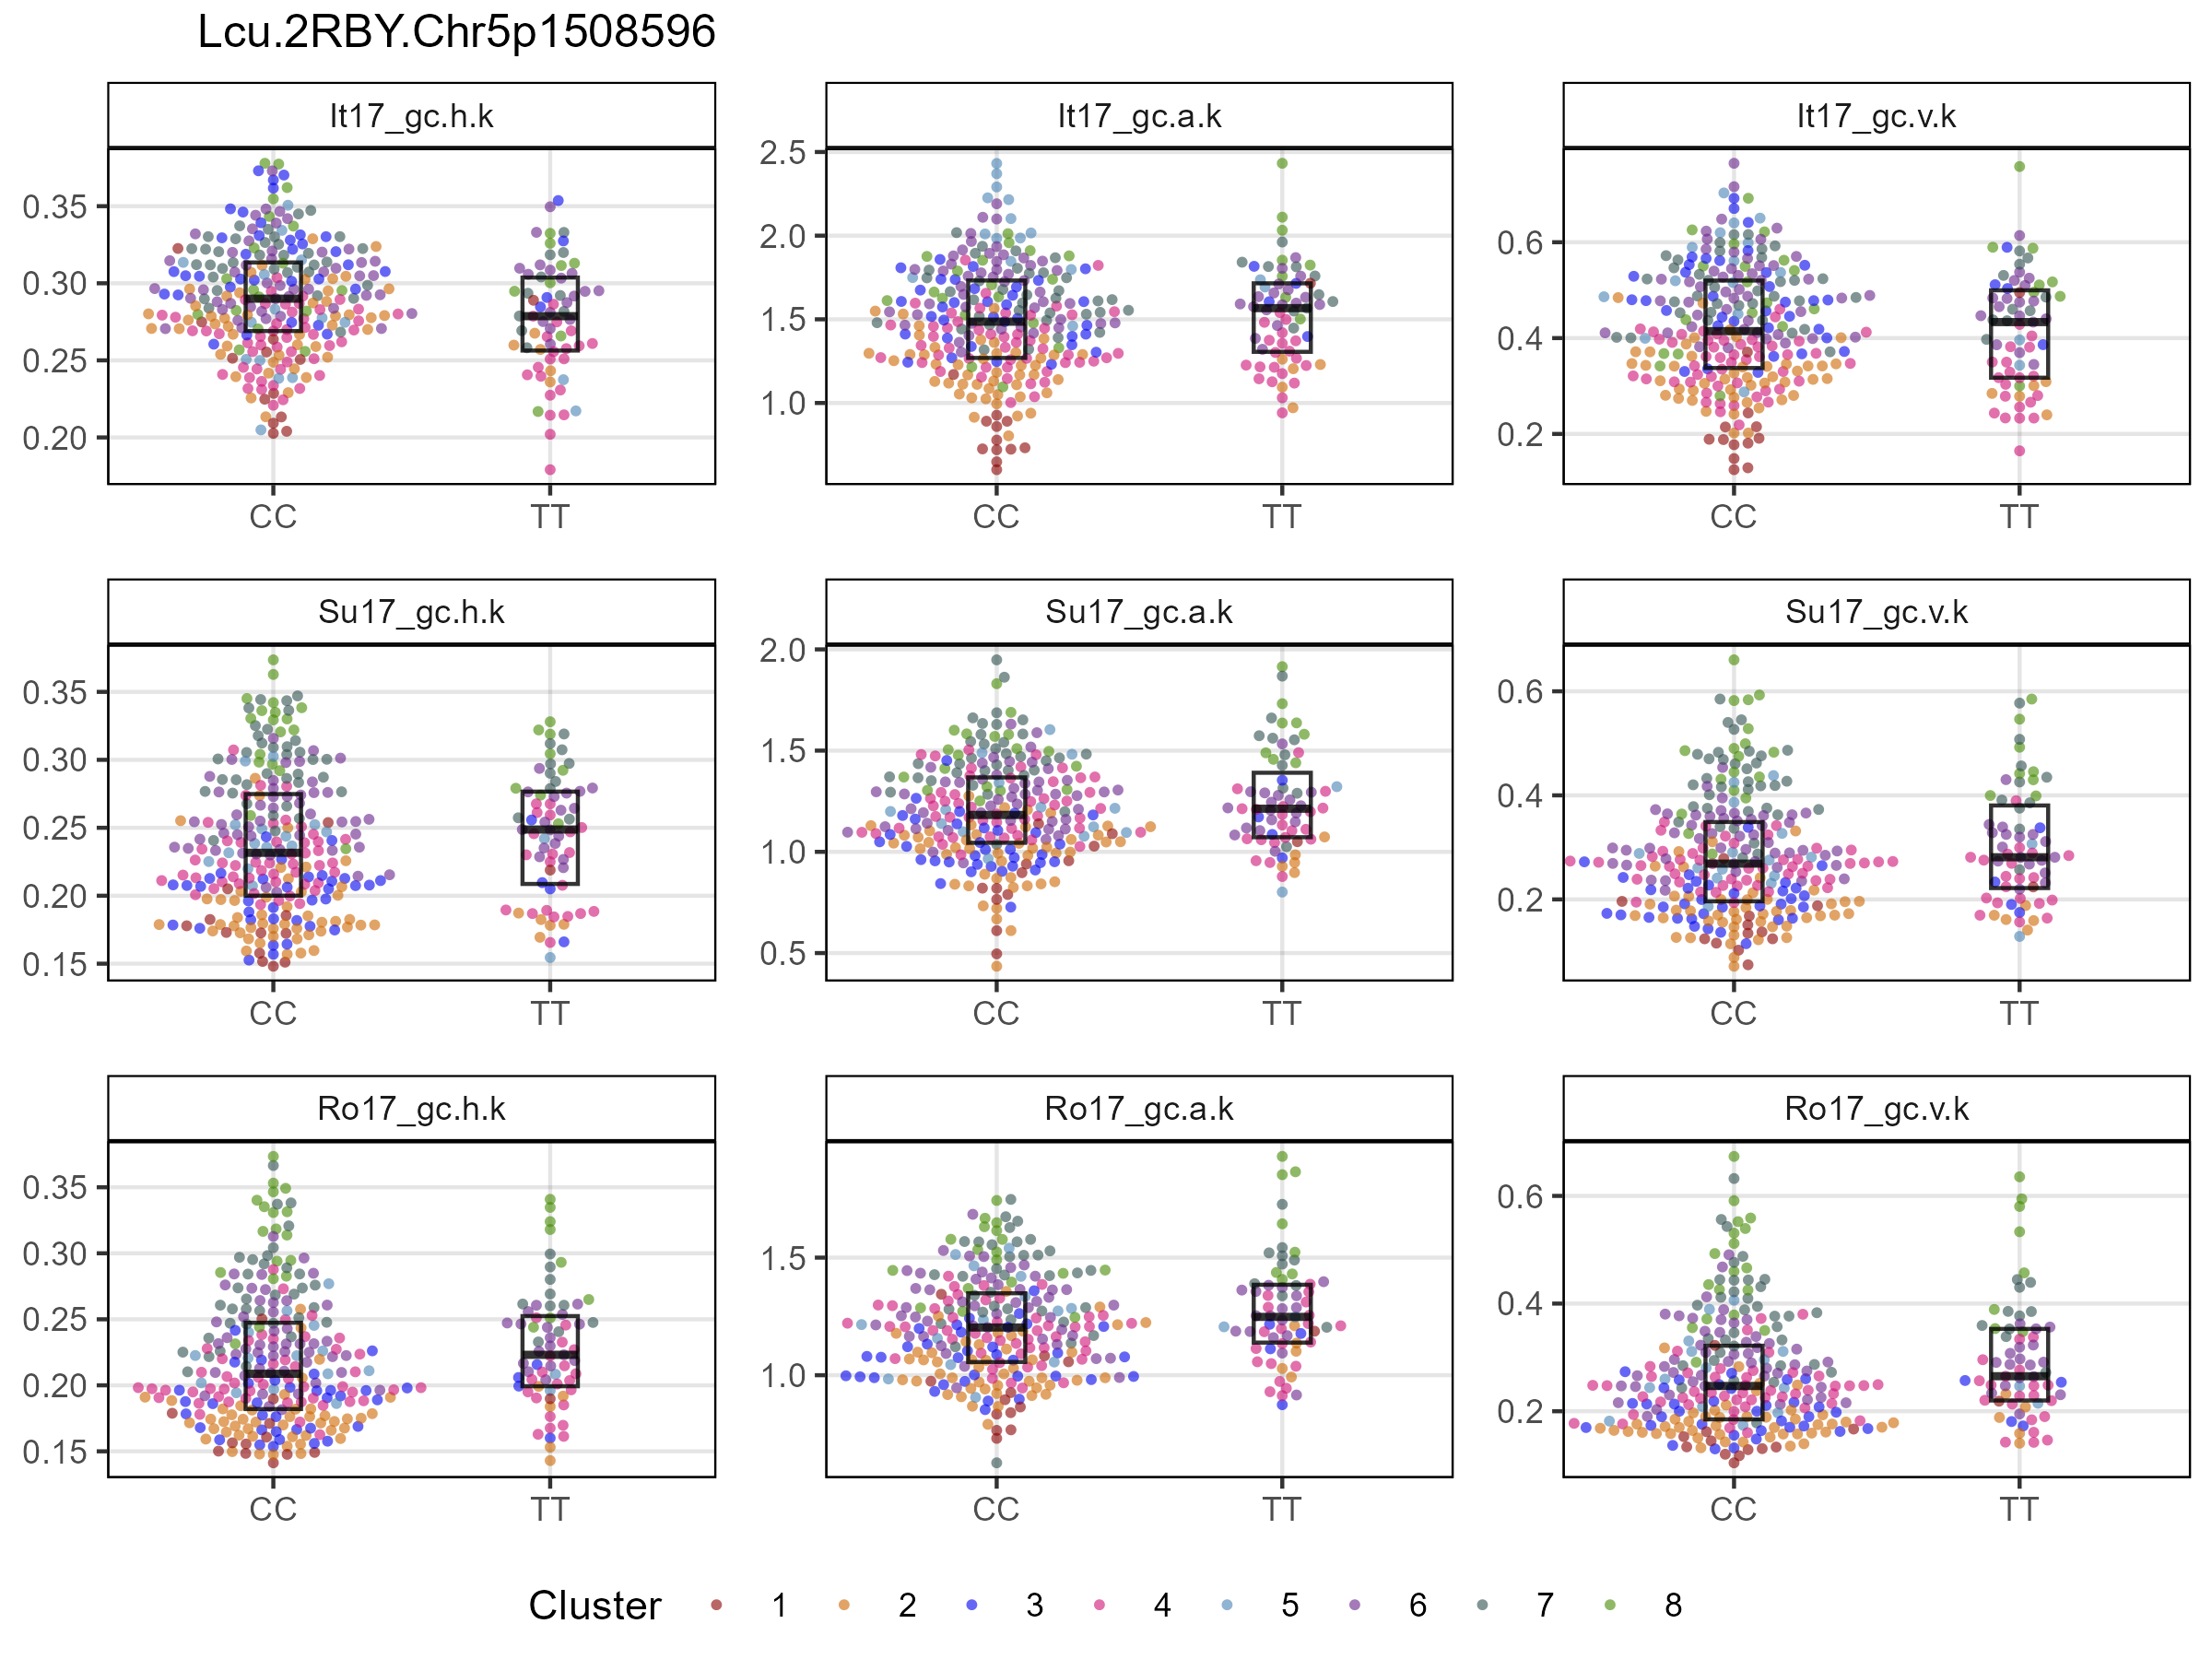 Lcu.2RBY.Chr5p1508596
It17_gc.h.k
It17_gc.a.k
It17_gc.v.k
0.35
0.30
0.25
0.20
2.5
2.0
1.5
1.0
0.6
0.4
0.2
CC
TT
CC
TT
CC
TT
Su17_gc.h.k
Su17_gc.a.k
Su17_gc.v.k
0.35
0.30
0.25
0.20
0.15
2.0
1.5
1.0
0.5
0.6
0.4
0.2
CC
TT
CC
TT
CC
TT
Ro17_gc.h.k
Ro17_gc.a.k
Ro17_gc.v.k
0.35
0.30
0.25
0.20
0.15
1.5
1.0
0.6
0.4
0.2
CC
TT
CC
TT
CC
TT
Cluster 1 2 3 4 5 6 7 8